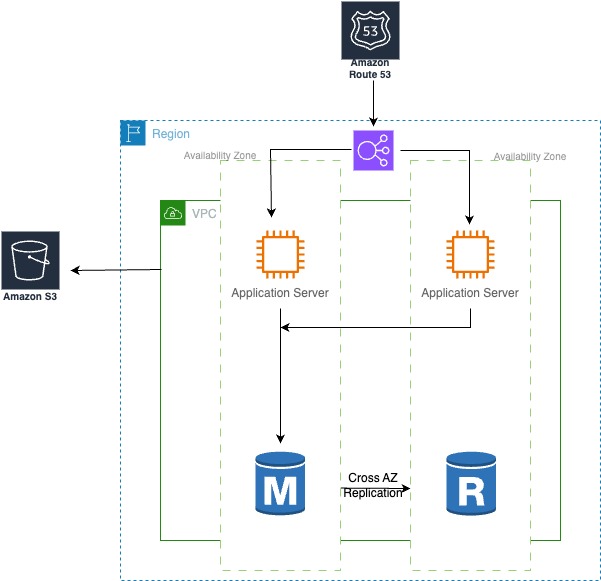 53
Amazon
Route 53
Region
Availability Zone
Availability Zone
VPC
Amazon S3
Application Server
Application Server
M
Cross AZ
Replication
R